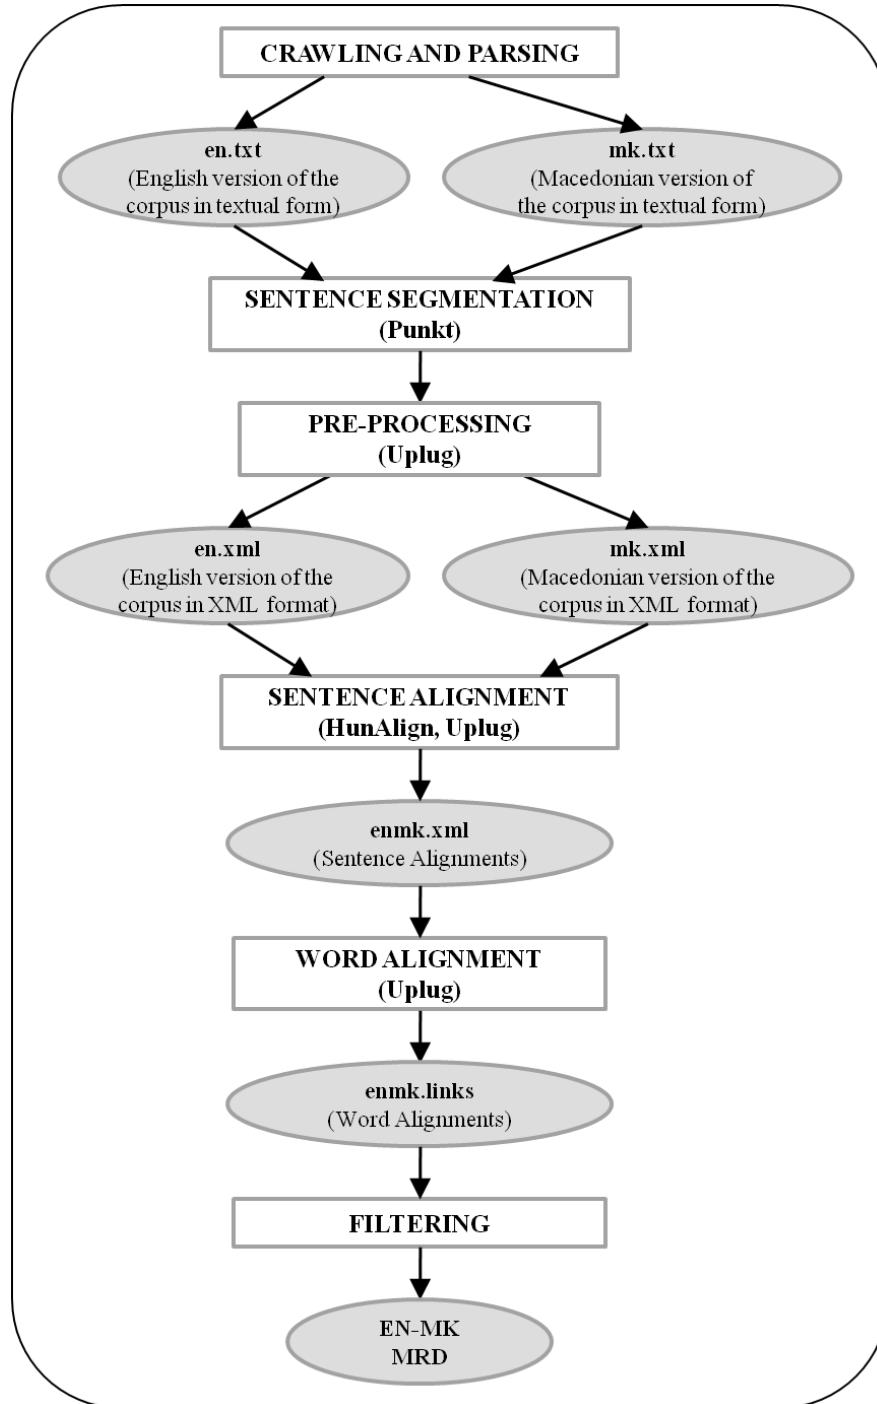 CRAWLING AND PARSING
en.txt
(English version of the
corpus in textual form)
mk.txt
(Macedonian version of
the corpus in textual form)
SENTENCE SEGMENTATION
(Punkt)
PRE-PROCESSING
(Uplug)
en.xml
(English version of the
corpus in XML format)
mk.xml
(Macedonian version of the
corpus in XML format)
SENTENCE ALIGNMENT
(HunAlign, Uplug)
enmk.xml
(Sentence Alignments)
WORD ALIGNMENT
(Uplug)
enmk.links
(Word Alignments)
FILTERING
EN-MK
MRD